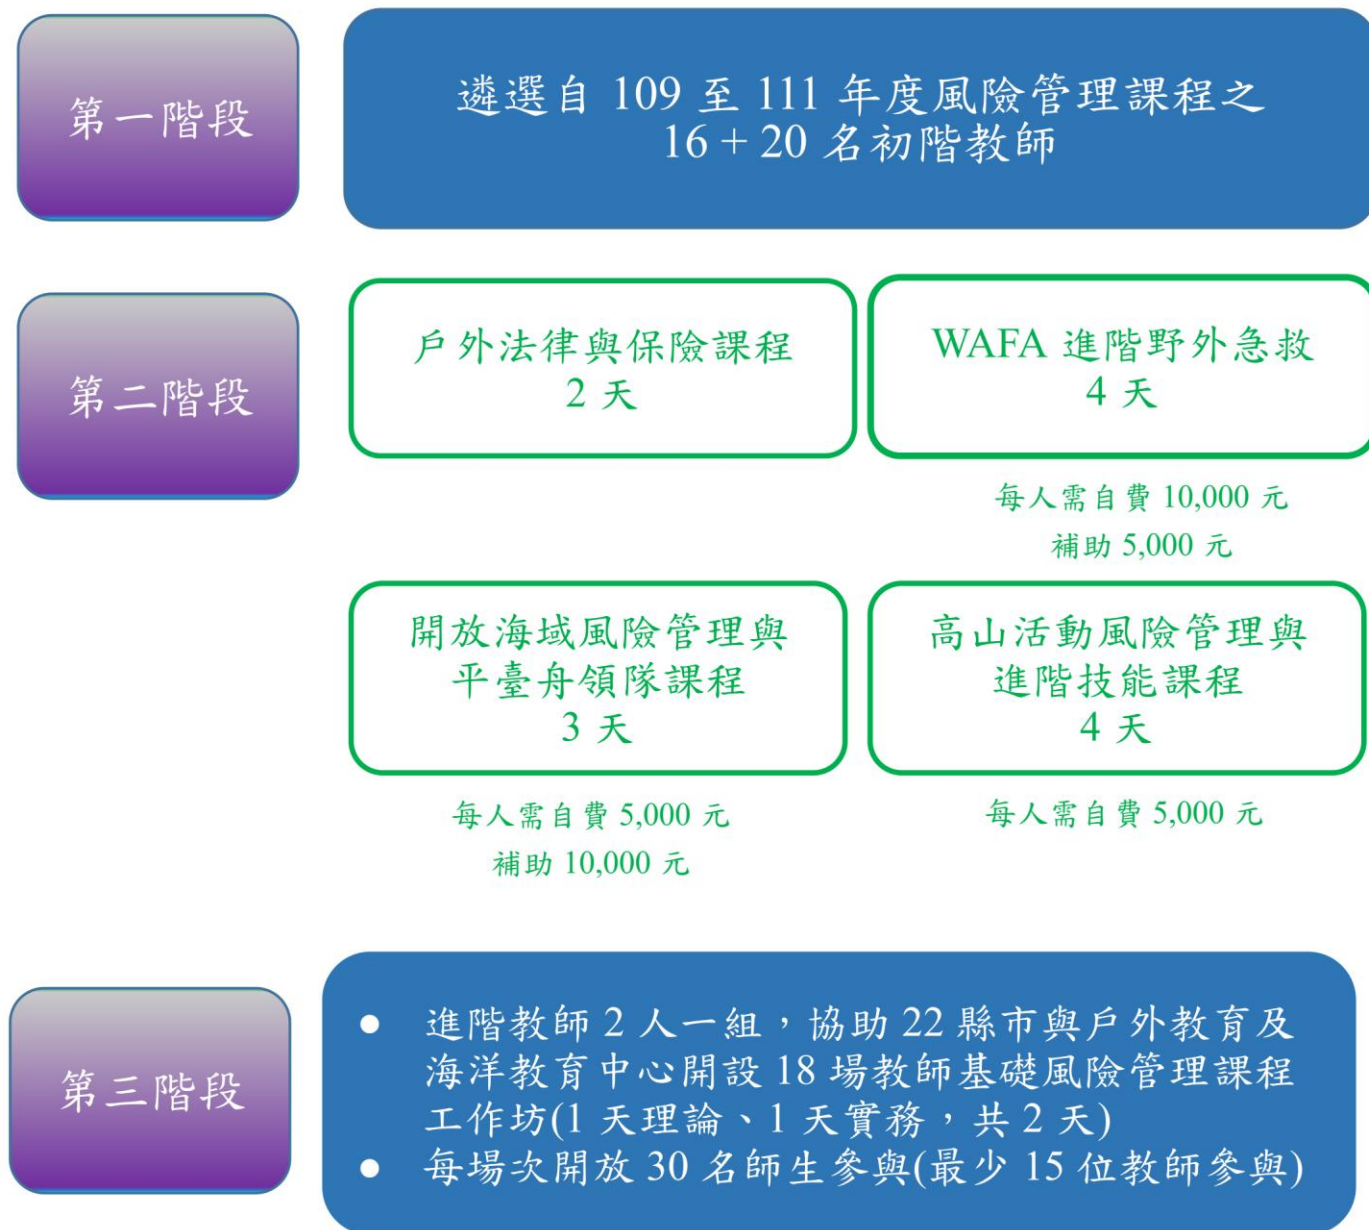 第一階段
遴選自 109 至 111 年度風險管理課程之
16 + 20 名初階教師
第二階段
戶外法律與保險課程
2 天
WAFA 進階野外急救
4 天
每人需自費 10,000 元
補助 5,000 元
開放海域風險管理與
平臺舟領隊課程
3 天
每人需自費 5,000 元
補助 10,000 元
高山活動風險管理與
進階技能課程
4 天
每人需自費 5,000 元
第三階段
● 進階教師 2 人一組，協助 22 縣市與戶外教育及
海洋教育中心開設 18 場教師基礎風險管理課程
工作坊(1 天理論、1 天實務，共 2 天)
● 每場次開放 30 名師生參與(最少 15 位教師參與)